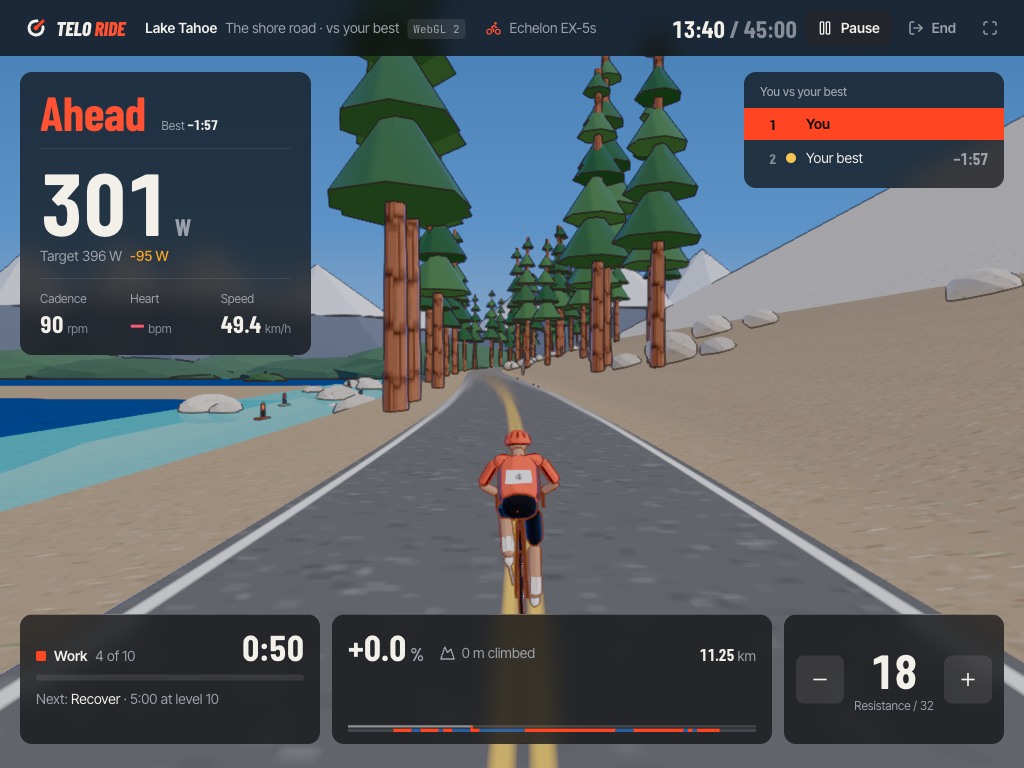 TELO RIDE
Lake Tahoe The shore road · vs your best WebGL 2 Echelon EX-5s 13:40 / 45:00 Pause End
Ahead Best −1:57
301 W
Target 396 W -95 W
Cadence Heart Speed
90 rpm — bpm 49.4 km/h
You vs your best
1 You
2 Your best −1:57
4
Work 4 of 10 0:50
Next: Recover · 5:00 at level 10
+0.0 % 0 m climbed 11.25 km
− 18 +
Resistance / 32